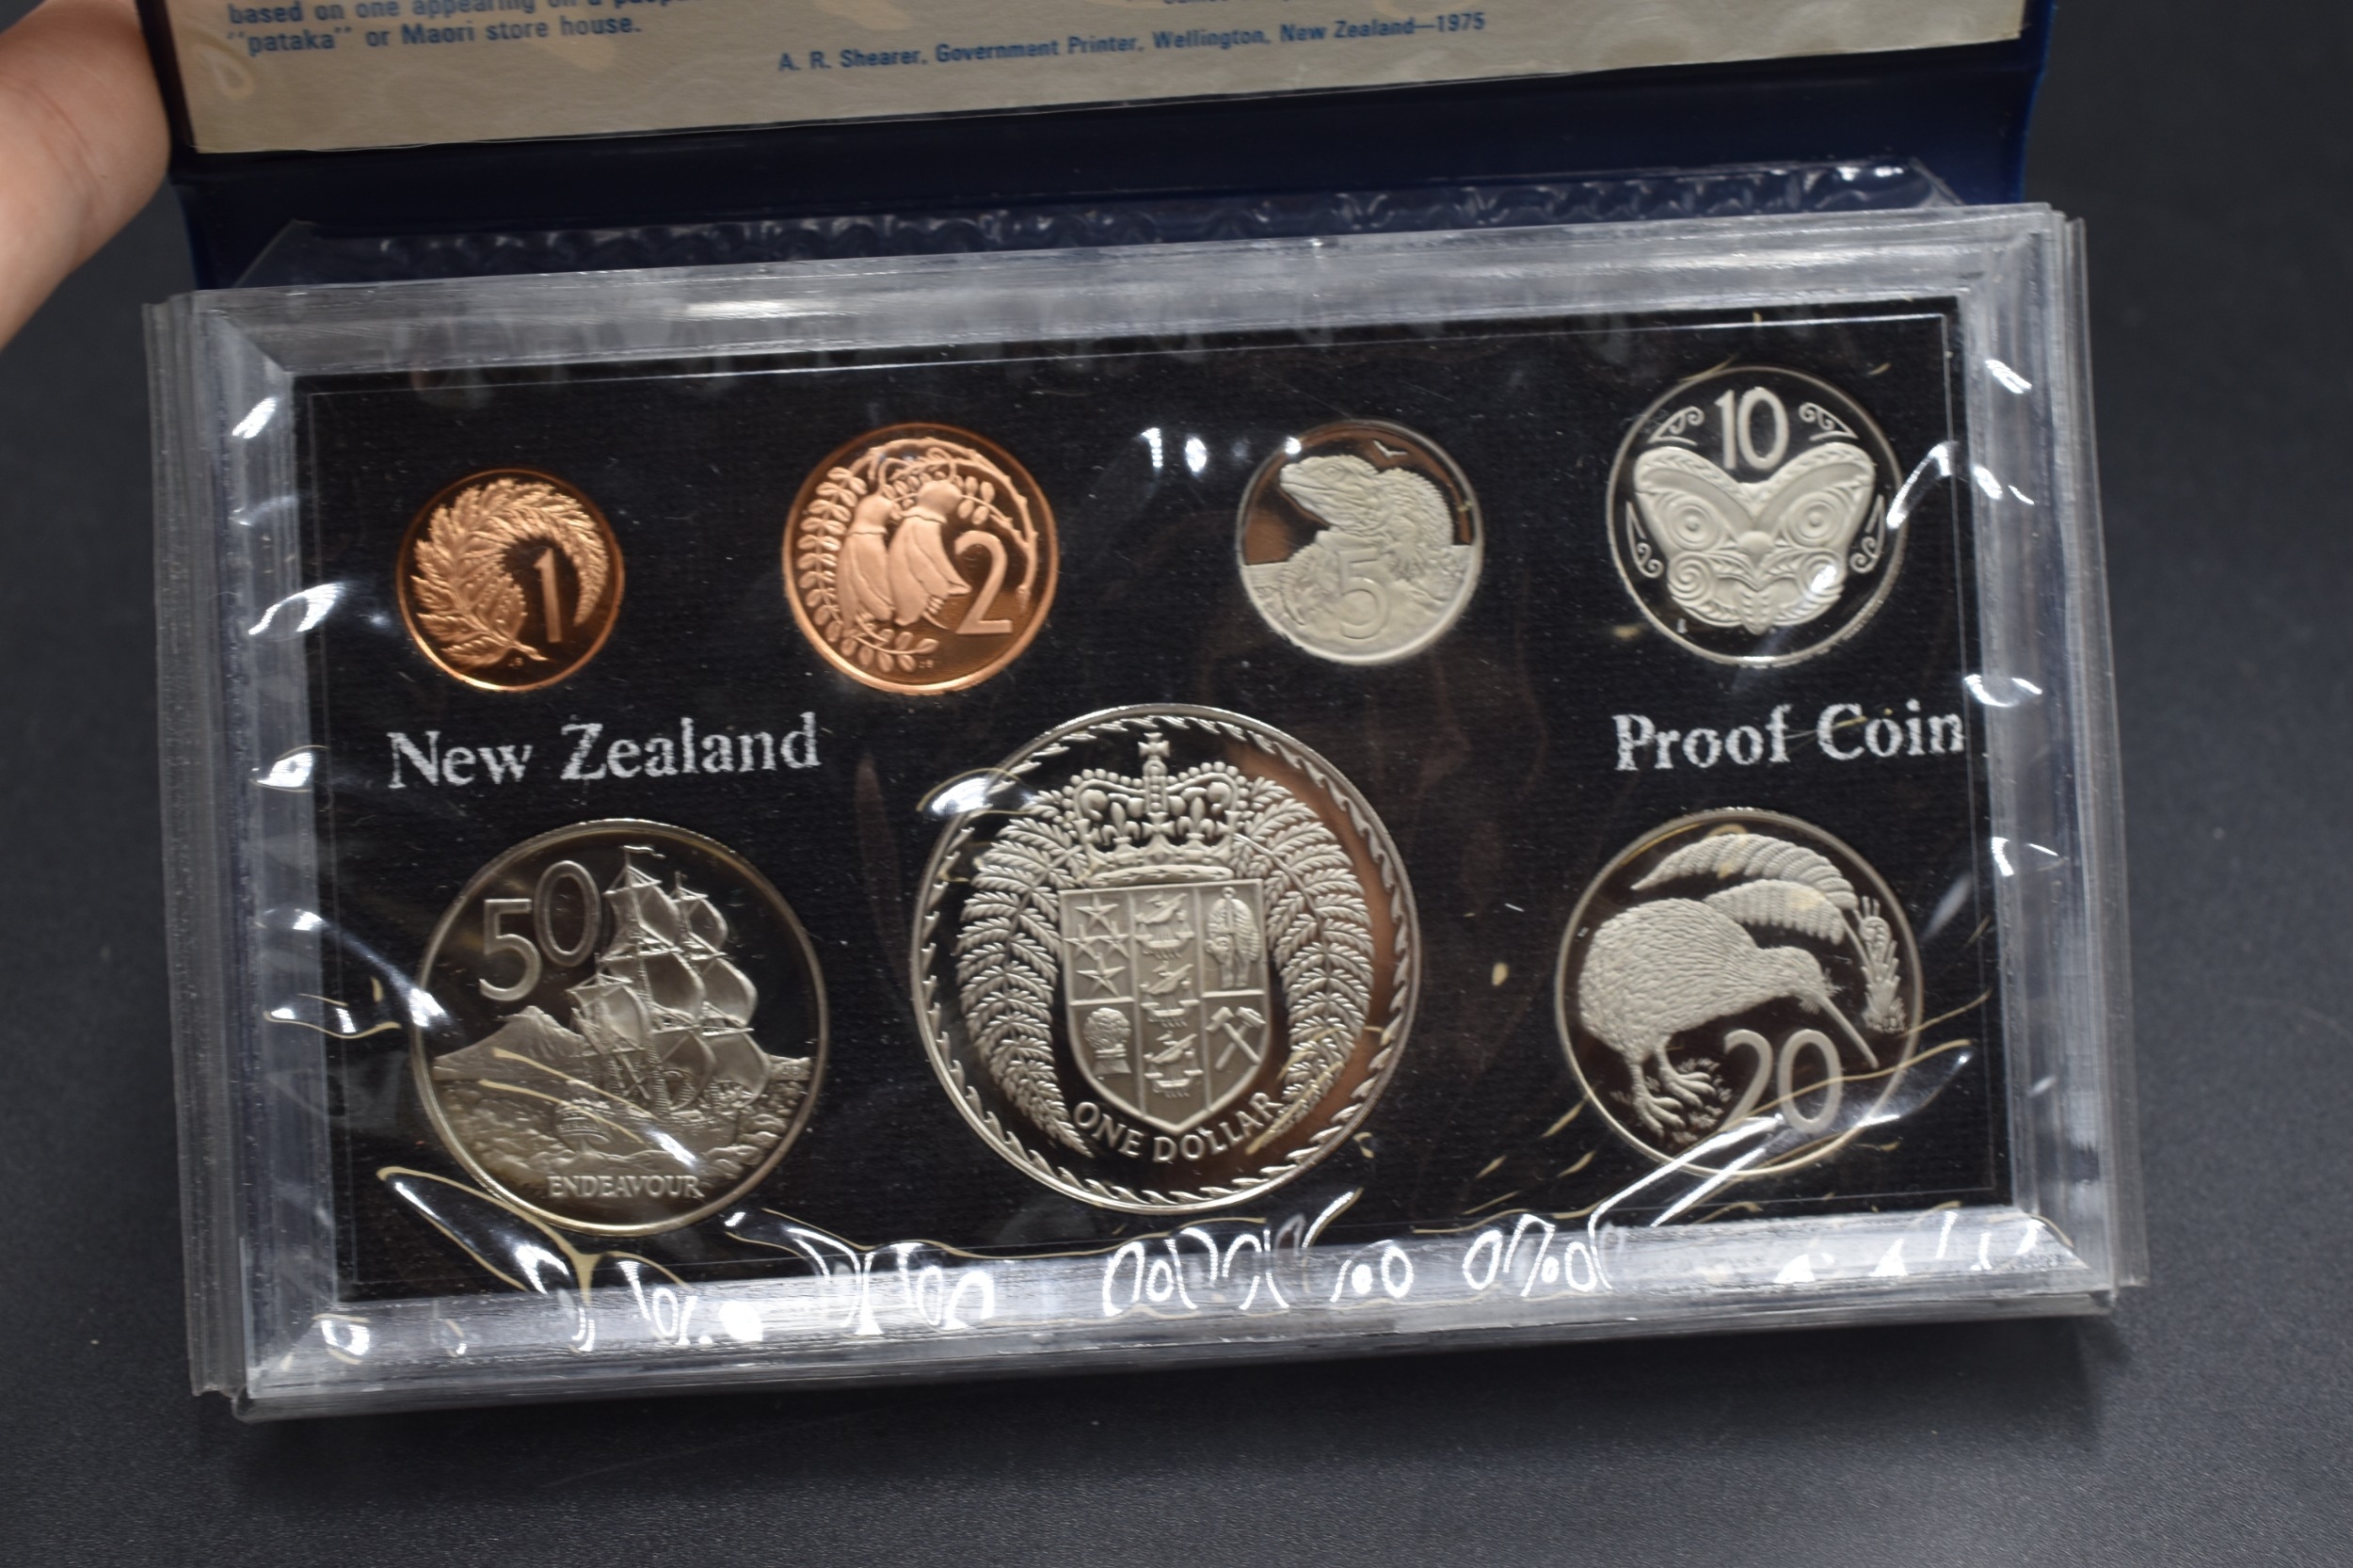 based on one appearing on a
"pataka" or Maori store house.
A. R. Shearer, Government Printer, Wellington, New Zealand—1975
1
2
5
10
New Zealand
Proof Coin
50
ENDEAVOUR
ONE DOLLAR
20